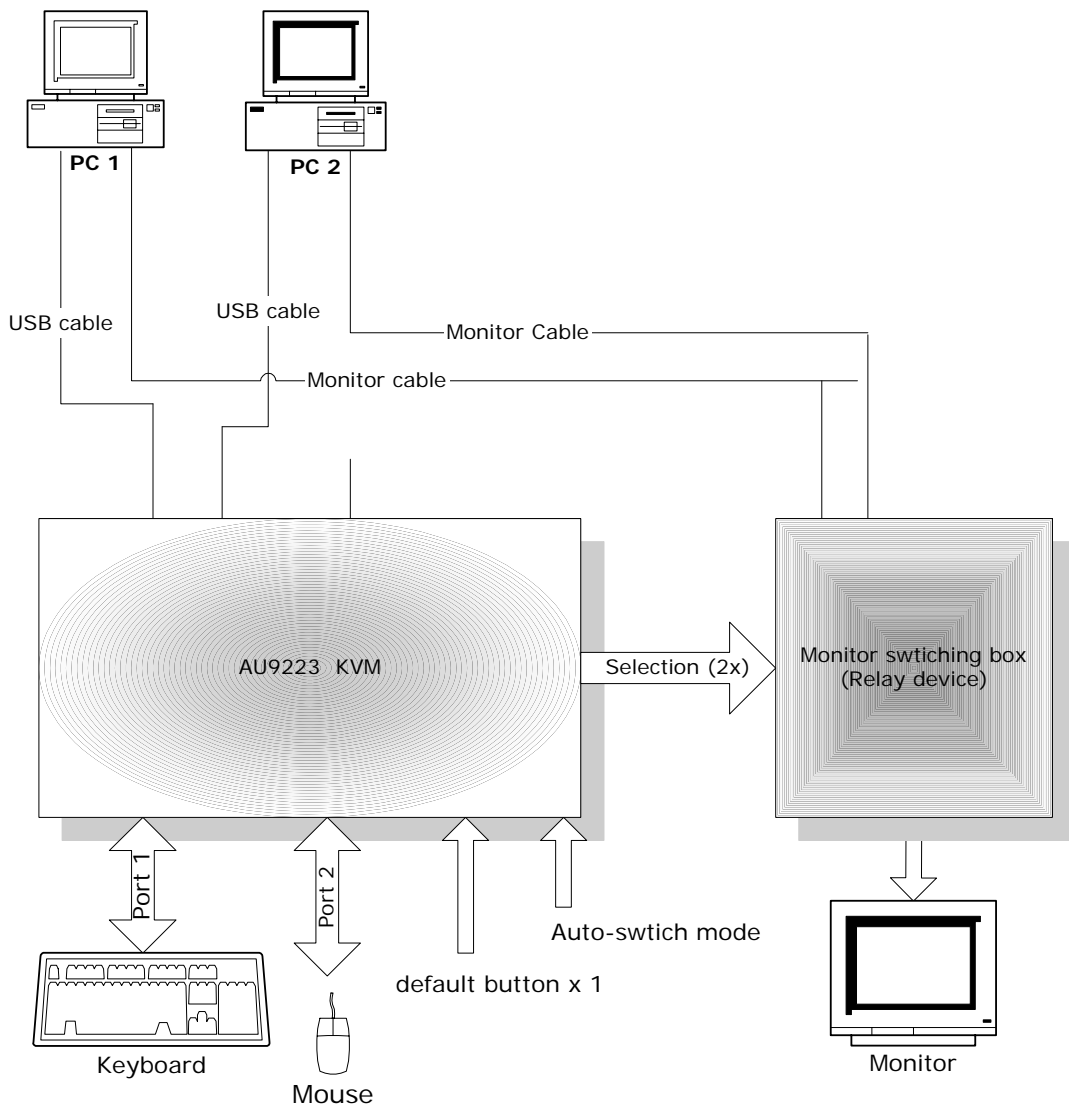 PC 1
PC 2
USB cable
USB cable
Monitor Cable
Monitor cable
AU9223 KVM
Selection (2x)
Monitor swtiching box
(Relay device)
Port 1
Port 2
Auto-swtich mode
default button x 1
Keyboard
Mouse
Monitor